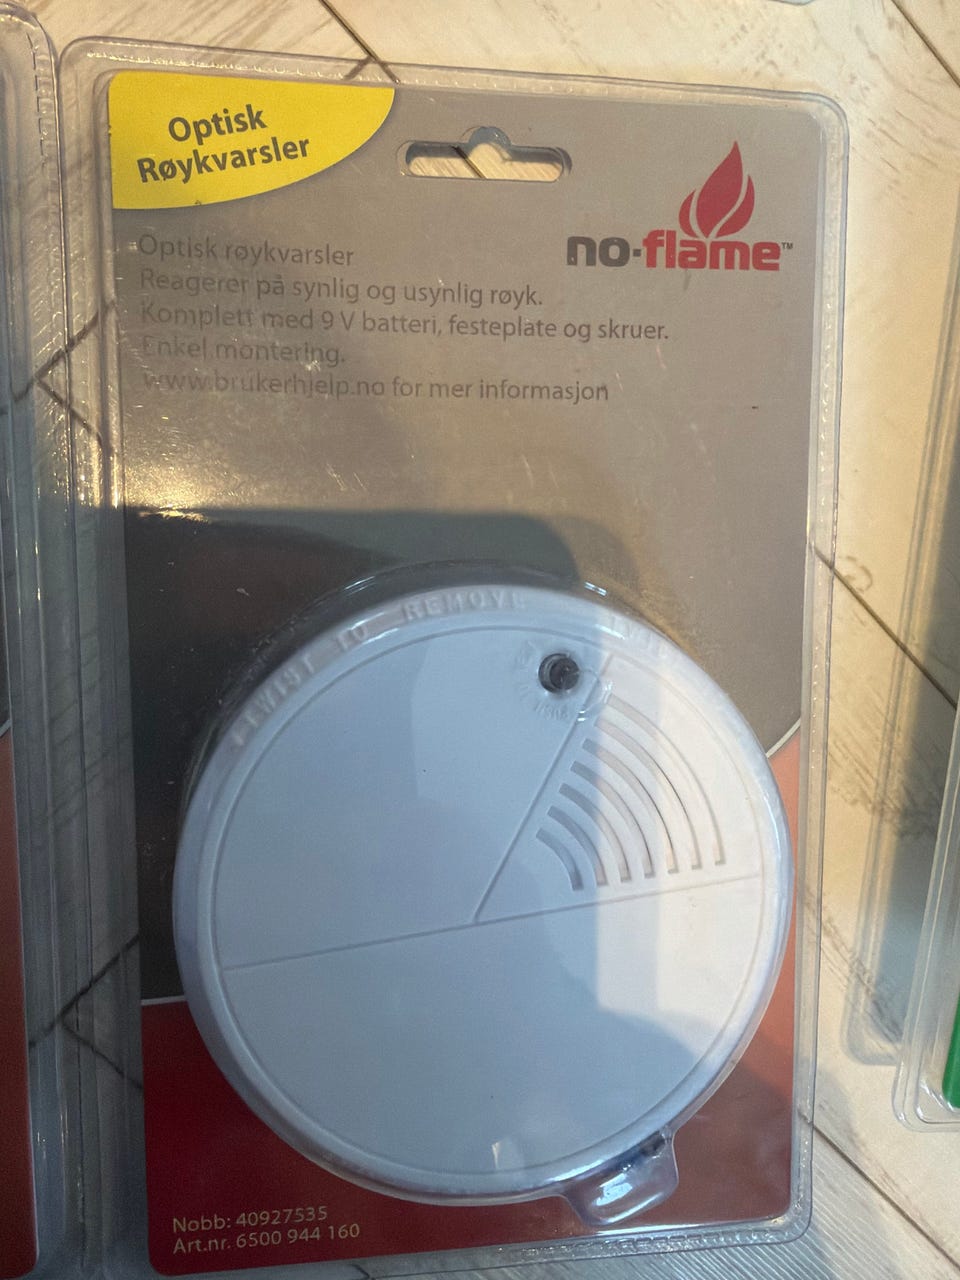 Optisk
Røykvarsler
no-flame™
Optisk røykvarsler
Reagerer på synlig og usynlig røyk.
Komplett med 9 V batteri, festeplate og skruer.
Enkel montering.
www.brukerhjelp.no for mer informasjon
TWIST TO REMOVE
Nobb: 40927535
Art.nr. 6500 944 160